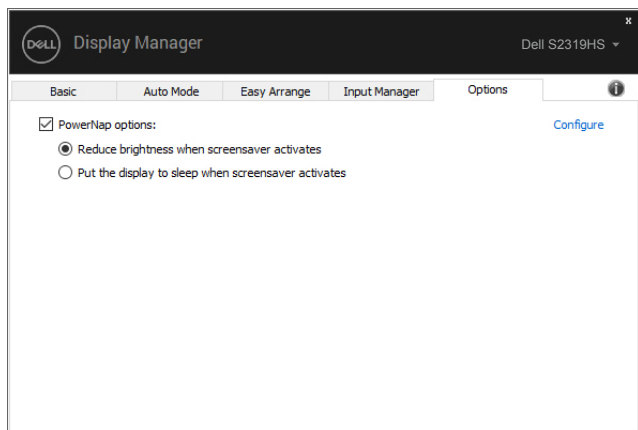 x
DELL Display Manager Dell S2319HS
Basic Auto Mode Easy Arrange Input Manager Options i
PowerNap options: Configure
Reduce brightness when screensaver activates
Put the display to sleep when screensaver activates